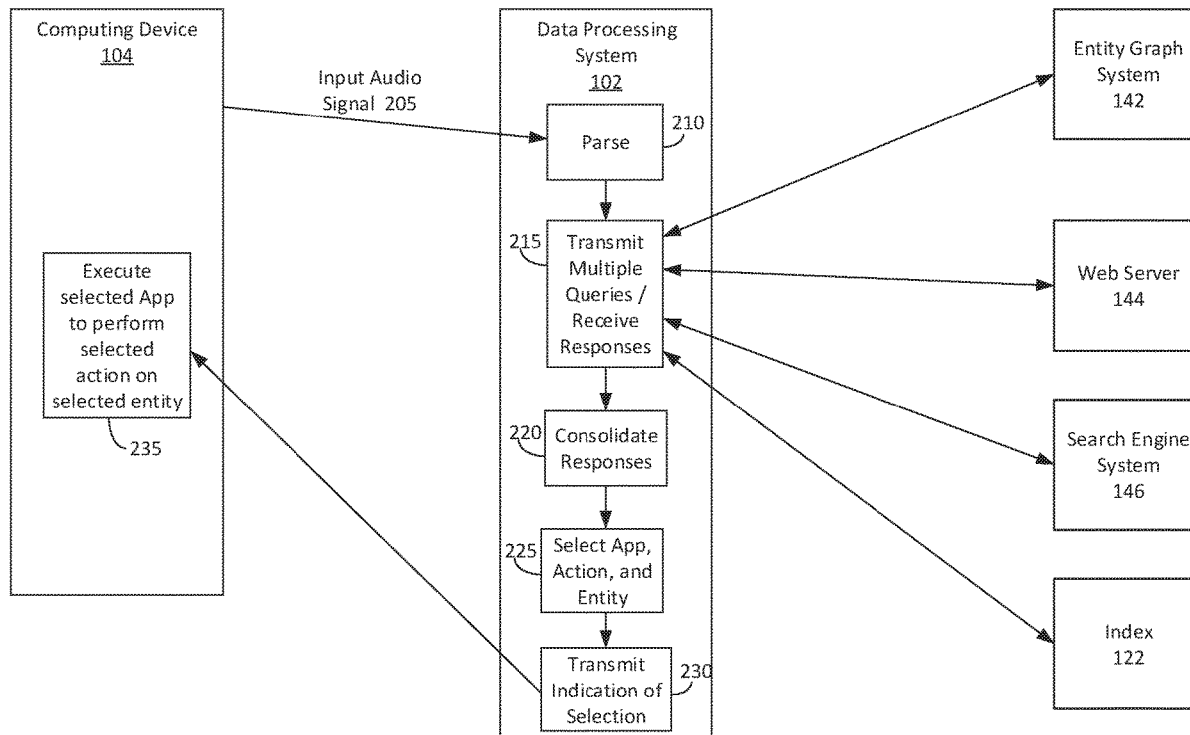 Computing Device
104
Input Audio
Signal 205
Execute
selected App
to perform
selected
action on
selected entity
235
Data Processing
System
102
Parse
210
215
Transmit
Multiple
Queries /
Receive
Responses
220
Consolidate
Responses
225
Select App,
Action, and
Entity
Transmit
Indication of
Selection
230
Entity Graph
System
142
Web Server
144
Search Engine
System
146
Index
122